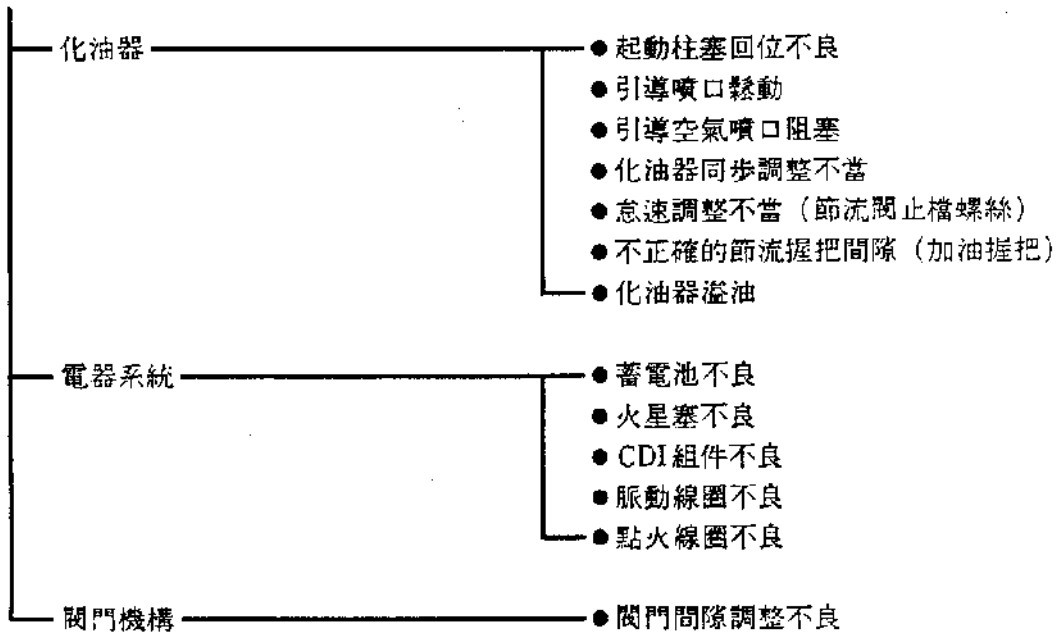 化油器 ●起動柱塞回位不良
●引導噴口鬆動
●引導空氣噴口阻塞
●化油器同步調整不當
●怠速調整不當（節流閥止檔螺絲）
●不正確的節流握把間隙（加油握把）
●化油器溢油
電器系統 ●蓄電池不良
●火星塞不良
●CDI組件不良
●脈動線圈不良
●點火線圈不良
閥門機構 ●閥門間隙調整不良